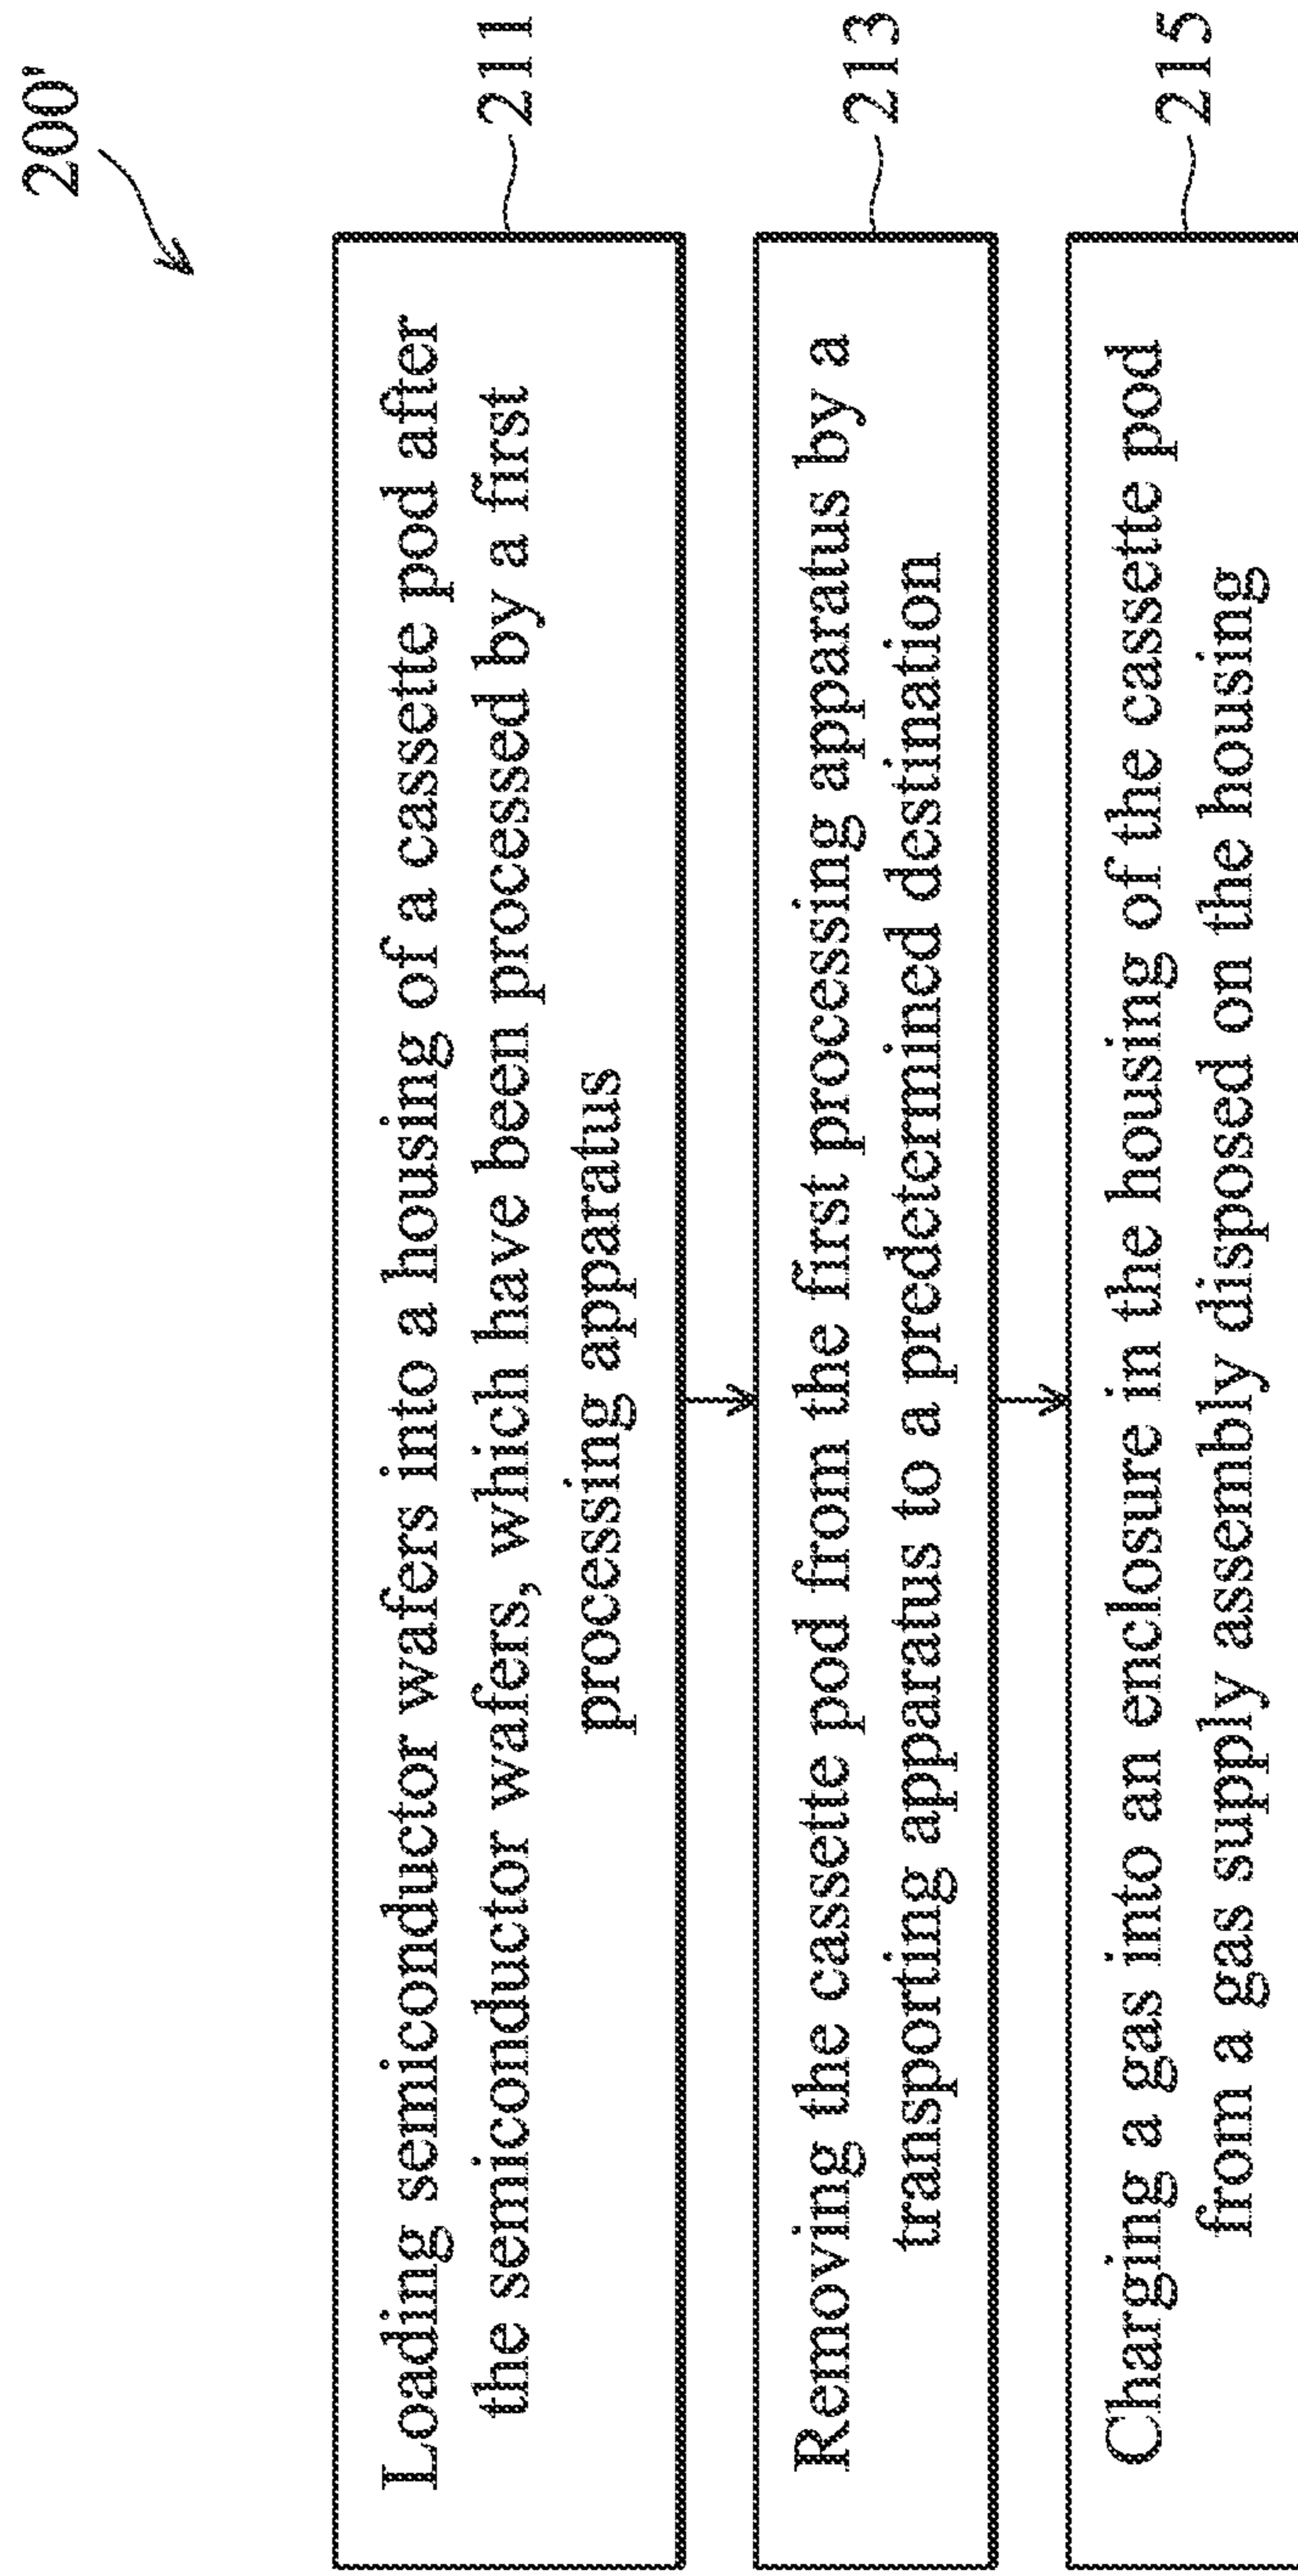 200'
Loading semiconductor wafers into a housing of a cassette pod after
the semiconductor wafers, which have been processed by a first
processing apparatus
211
Removing the cassette pod from the first processing apparatus by a
transporting apparatus to a predetermined destination
213
Charging a gas into an enclosure in the housing of the cassette pod
from a gas supply assembly disposed on the housing
215